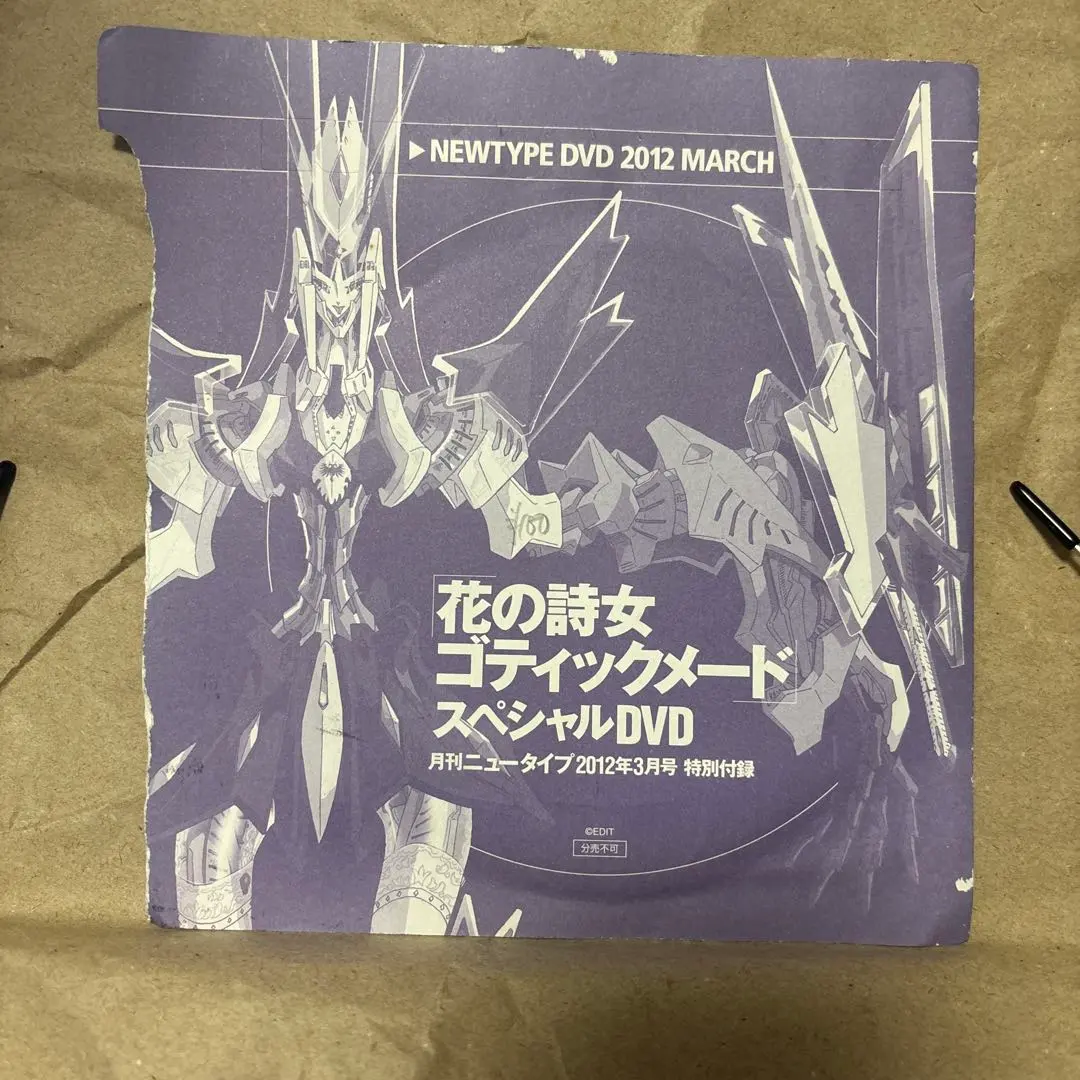 ▶NEWTYPE DVD 2012 MARCH
「花の詩女
ゴティックメード」
スペシャルDVD
月刊ニュータイプ2012年3月号 特別付録
©EDIT
分売不可